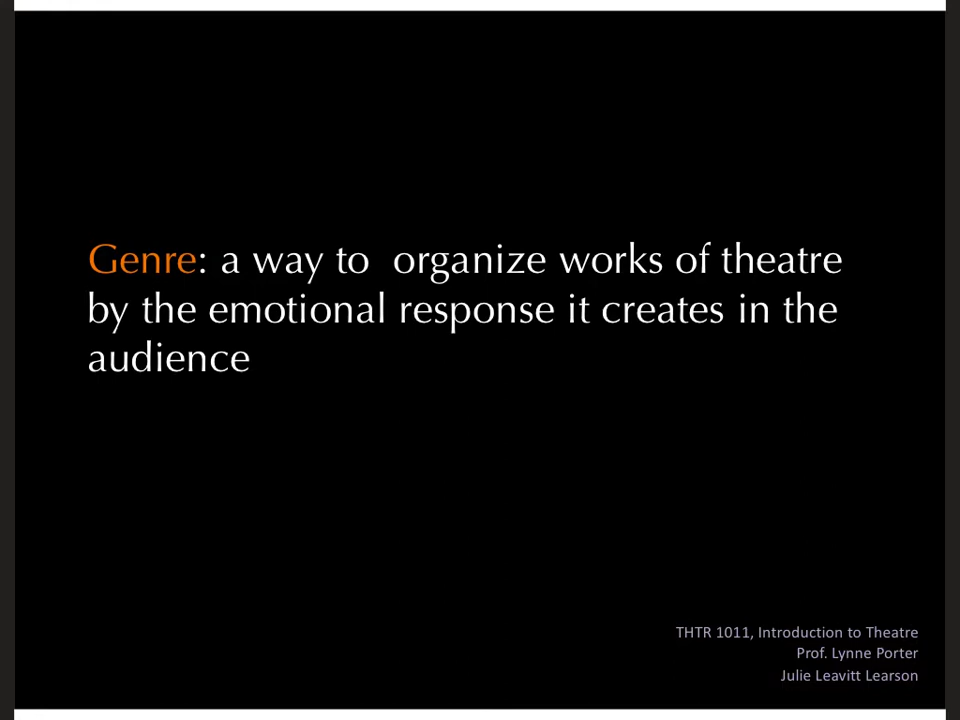 Genre: a way to  organize works of theatre
by the emotional response it creates in the
audience
THTR 1011, Introduction to Theatre
Prof. Lynne Porter
Julie Leavitt Learson